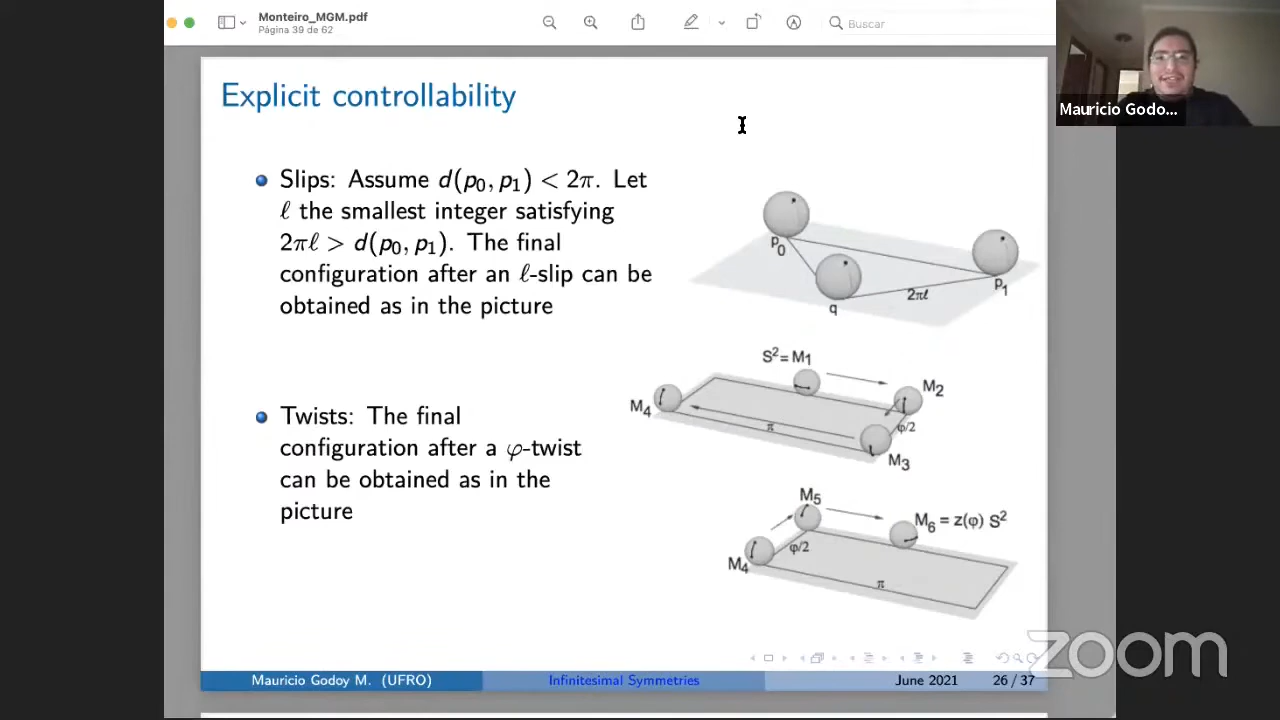 Monteiro_MGM.pdf
Página 39 de 62
Buscar
Mauricio Godo...
Explicit controllability
Slips: Assume d(p₀, p₁) < 2π. Let
ℓ the smallest integer satisfying
2πℓ > d(p₀, p₁). The final
configuration after an ℓ-slip can be
obtained as in the picture
p₀
p₁
2πℓ
q
Twists: The final
configuration after a φ-twist
can be obtained as in the
picture
S² = M₁
M₂
M₄
φ/2
π
M₃
M₅
M₆ = z(φ) S²
φ/2
M₄
π
Mauricio Godoy M. (UFRO)
Infinitesimal Symmetries
June 2021
26 / 37
zoom